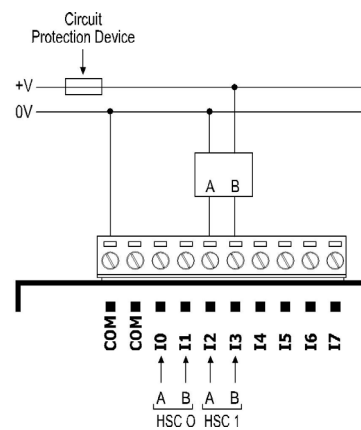 Circuit
Protection Device
+V
0V
A B
COM COM I0 I1 I2 I3 I4 I5 I6 I7
A B A B
HSC 0 HSC 1